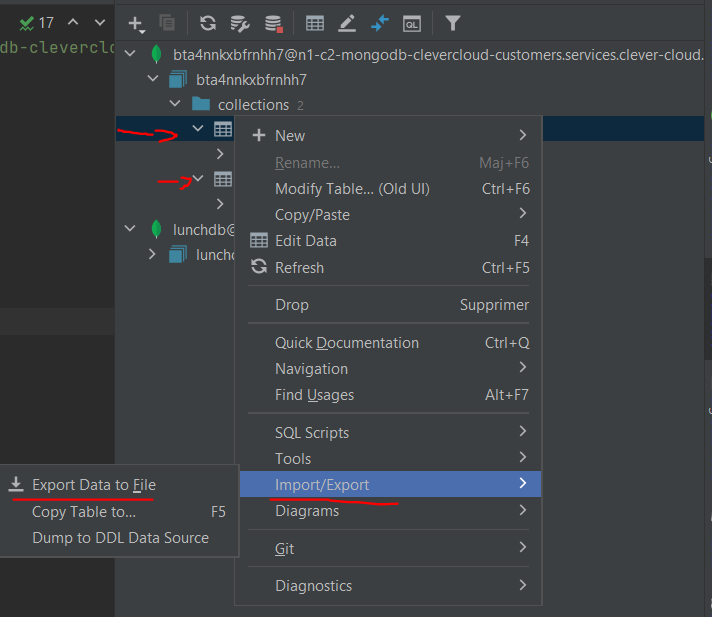 17
db-clevercl
bta4nnkxbfrnhh7@n1-c2-mongodb-clevercloud-customers.services.clever-cloud.
bta4nnkxbfrnhh7
collections 2
New
Rename... Maj+F6
Modify Table... (Old UI) Ctrl+F6
Copy/Paste
Edit Data F4
lunchdb@
Refresh Ctrl+F5
lunch
Drop Supprimer
Quick Documentation Ctrl+Q
Navigation
Find Usages Alt+F7
SQL Scripts
Tools
Import/Export
Diagrams
Git
Diagnostics
Export Data to File
Copy Table to... F5
Dump to DDL Data Source
QL